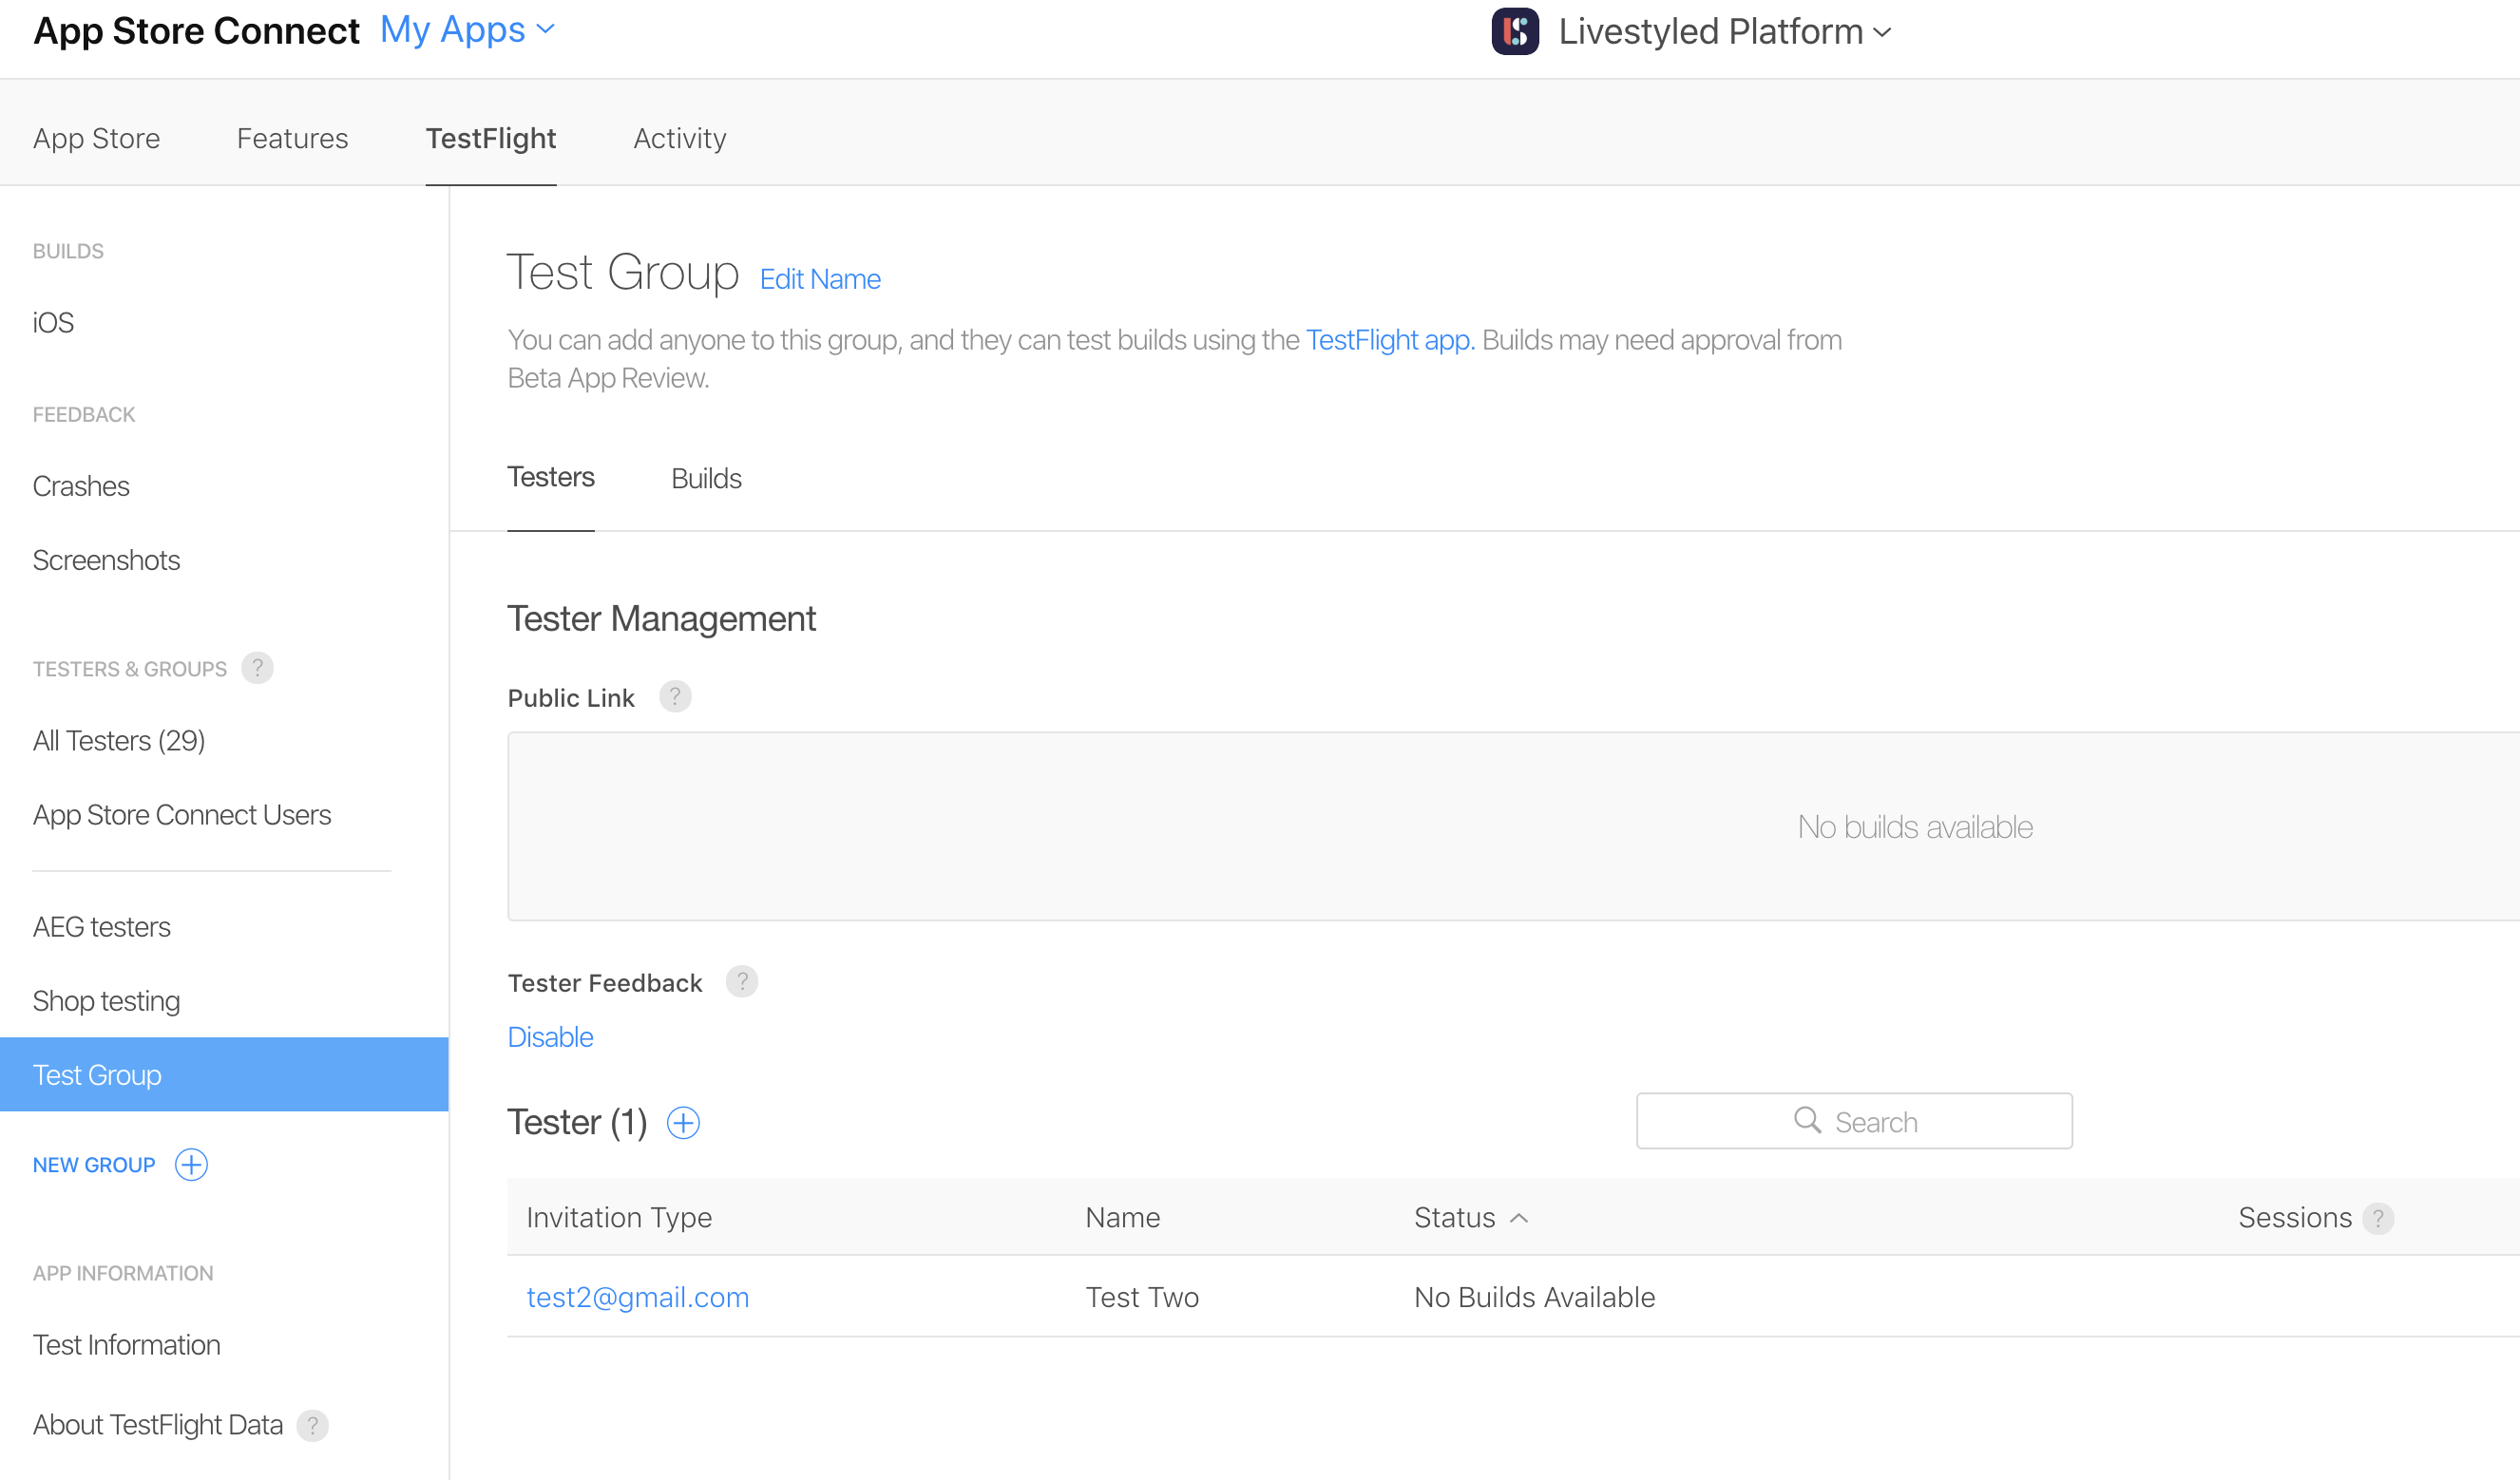 App Store Connect My Apps
Livestyled Platform
App Store Features TestFlight Activity
BUILDS
iOS
FEEDBACK
Crashes
Screenshots
TESTERS & GROUPS ?
All Testers (29)
App Store Connect Users
AEG testers
Shop testing
Test Group
NEW GROUP
APP INFORMATION
Test Information
About TestFlight Data ?
Test Group Edit Name
You can add anyone to this group, and they can test builds using the TestFlight app. Builds may need approval from
Beta App Review.
Testers Builds
Tester Management
Public Link ?
No builds available
Tester Feedback ?
Disable
Tester (1)
Search
Invitation Type Name Status Sessions ?
test2@gmail.com Test Two No Builds Available